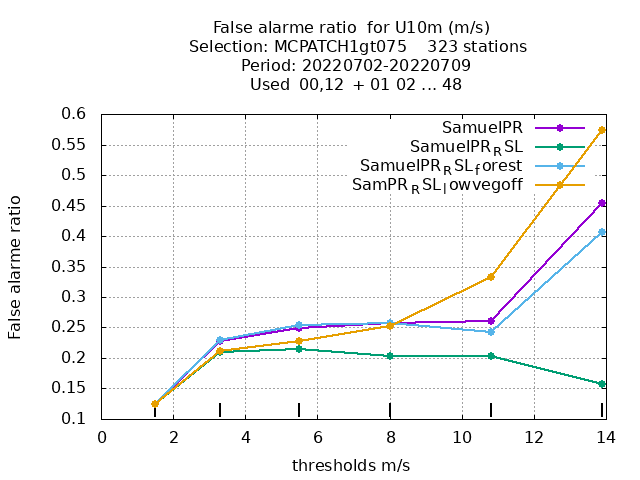 False alarme ratio  for U10m (m/s)
Selection: MCPATCH1gt075    323 stations
Period: 20220702-20220709
Used  00,12  + 01 02 ... 48
SamuelPR
SamuelPR_RSL
SamuelPR_RSL_forest
SamPR_RSL_lowvegoff
False alarme ratio
0.6
0.55
0.5
0.45
0.4
0.35
0.3
0.25
0.2
0.15
0.1
0 2 4 6 8 10 12 14
thresholds m/s